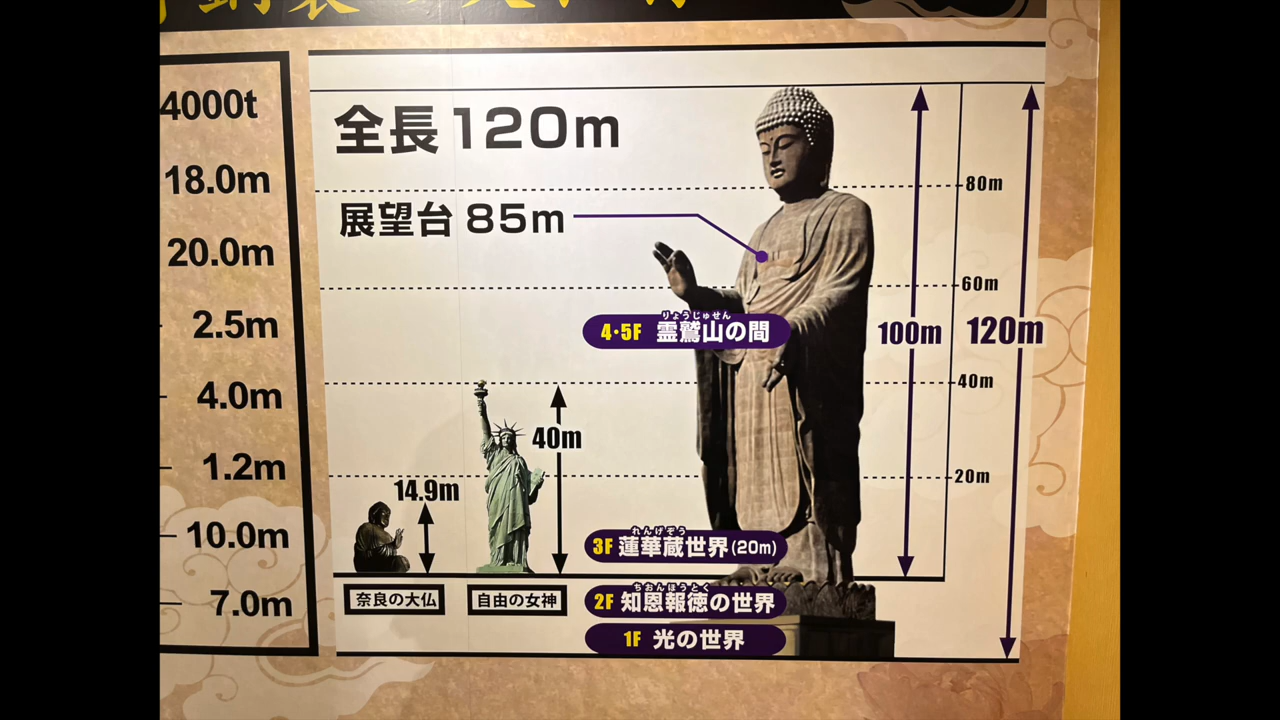 4000t
18.0m
20.0m
2.5m
4.0m
1.2m
10.0m
7.0m
全長120m
展望台 85m
80m
60m
40m
20m
100m
120m
りょうじゅせん
4・5F 霊鷲山の間
40m
14.9m
れんげぞう
3F 蓮華蔵世界(20m)
奈良の大仏
自由の女神
ちおんほうとく
2F 知恩報徳の世界
1F 光の世界